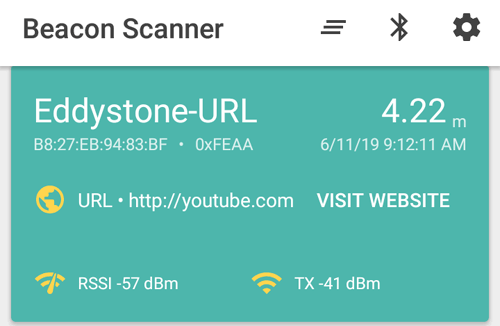 Beacon Scanner
Eddystone-URL 4.22 m
B8:27:EB:94:83:BF • 0xFEAA 6/11/19 9:12:11 AM
URL • http://youtube.com VISIT WEBSITE
RSSI -57 dBm TX -41 dBm